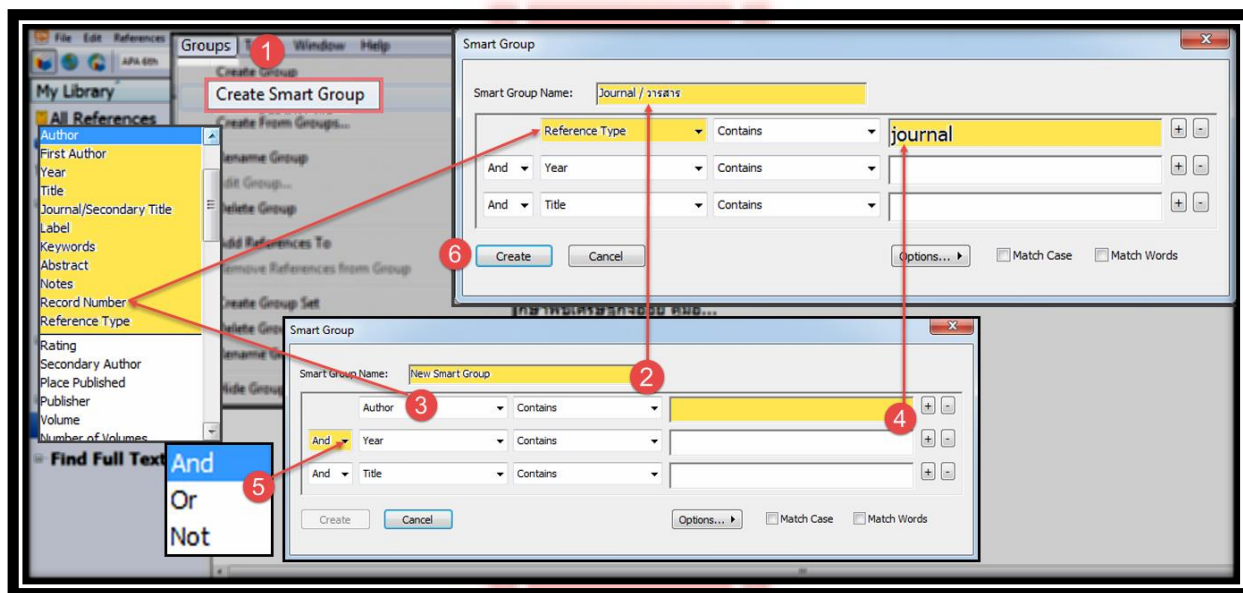 File Edit References
Groups
1
Window Help
APA 6th
Create Group
My Library
Create Smart Group
All References
Create From Groups...
Author
First Author
Year
Title
Journal/Secondary Title
Label
Keywords
Abstract
Notes
Record Number
Reference Type
Rating
Secondary Author
Place Published
Publisher
Volume
Number of Volumes
Rename Group
Edit Group...
Delete Group
Add References To
Remove References from Group
Create Group Set
Hide Group
Find Full Text
And
Or
Not
5
Smart Group
Smart Group Name: Journal / วารสาร
Reference Type Contains journal + -
And Year Contains + -
And Title Contains + -
6
Create Cancel Options... Match Case Match Words
Smart Group
Smart Group Name: New Smart Group
2
Author 3 Contains 4 + -
And Year Contains + -
And Title Contains + -
Create Cancel Options... Match Case Match Words